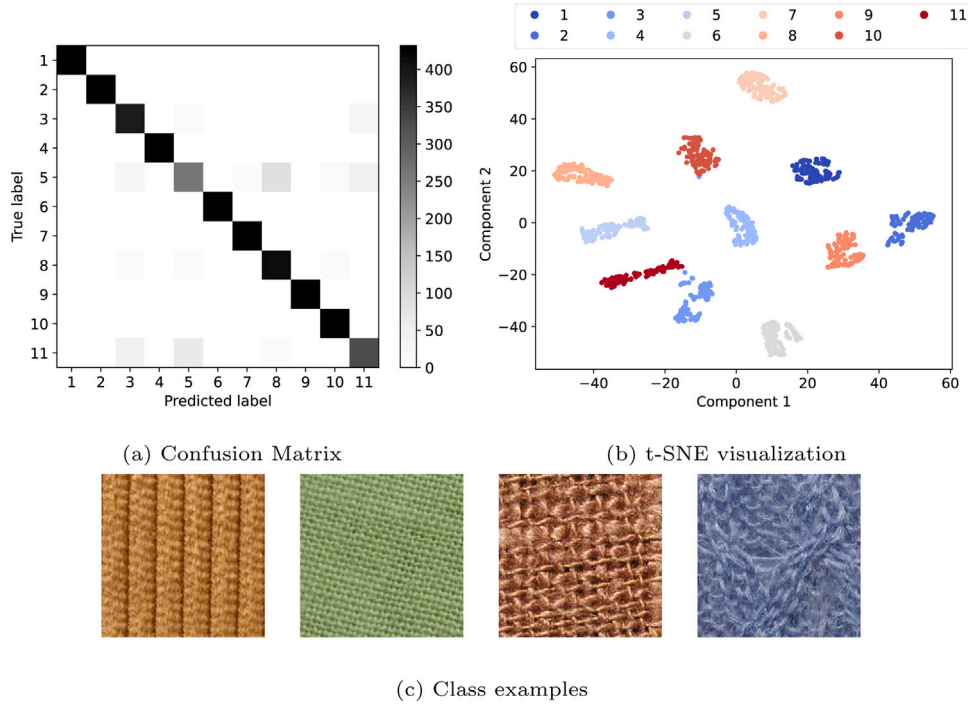 1 3 5 7 9 11
2 4 6 8 10
1
2
3
4
5
6
7
8
9
10
11
True label
1 2 3 4 5 6 7 8 9 10 11
Predicted label
400
350
300
250
200
150
100
50
0
60
40
20
0
−20
−40
Component 2
−40 −20 0 20 40 60
Component 1
(a) Confusion Matrix
(b) t-SNE visualization
(c) Class examples